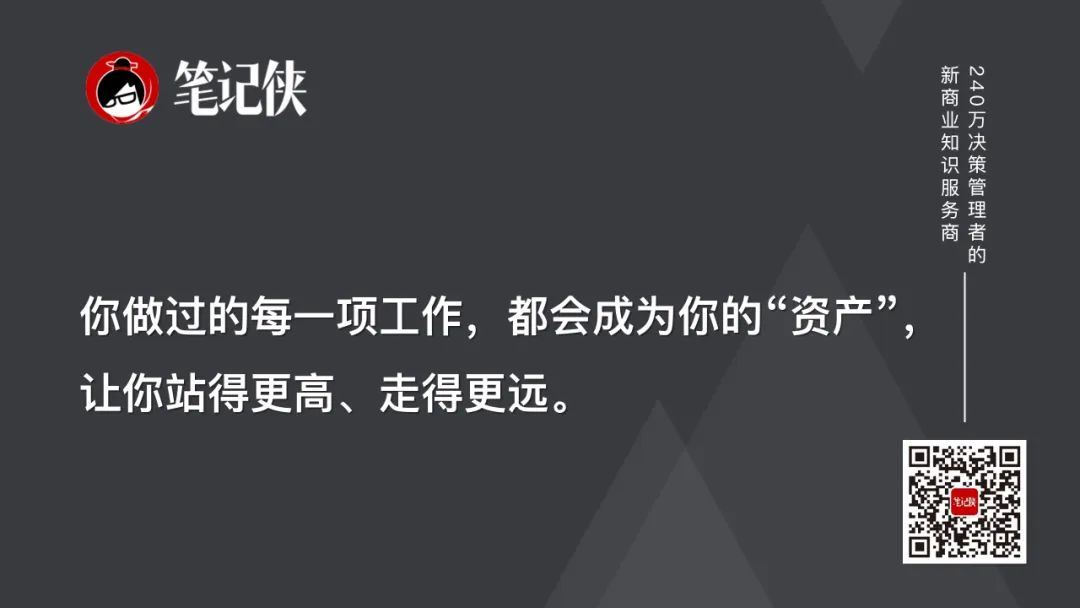 笔记侠
240万决策管理者的
新商业知识服务商
你做过的每一项工作，都会成为你的“资产”，
让你站得更高、走得更远。
笔记侠